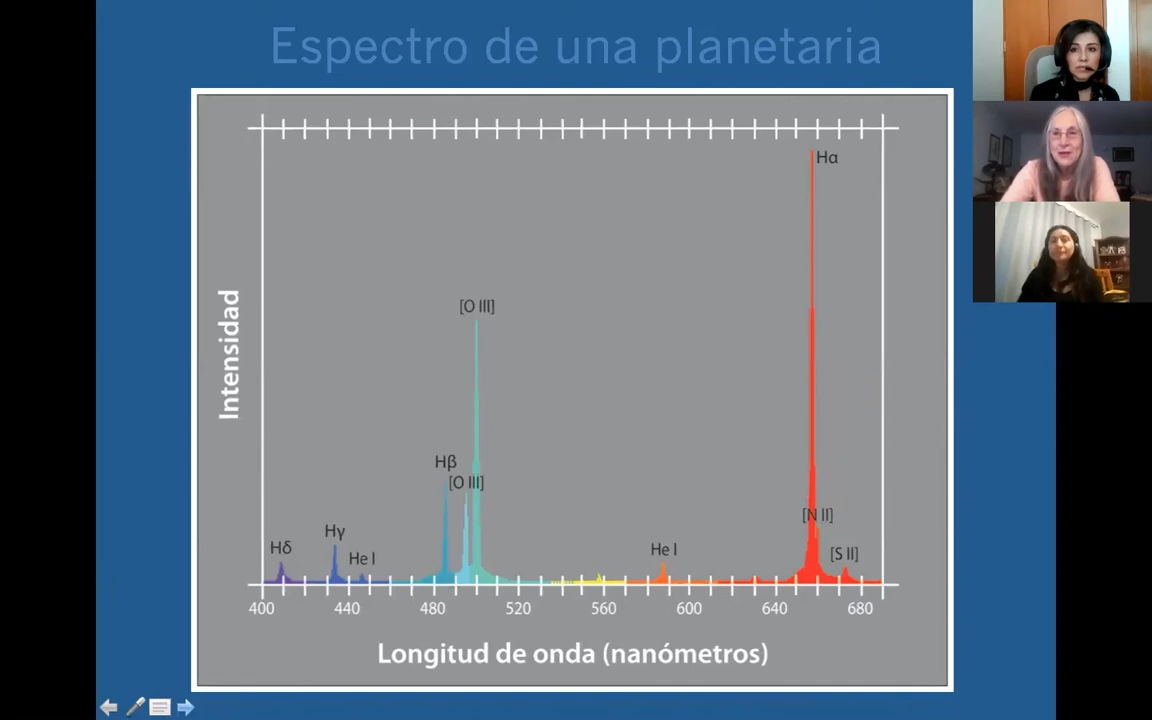 Espectro de una planetaria
Hα
[O III]
Hβ
[O III]
[N II]
Hδ
Hγ
He I
He I
[S II]
Intensidad
400 440 480 520 560 600 640 680
Longitud de onda (nanómetros)